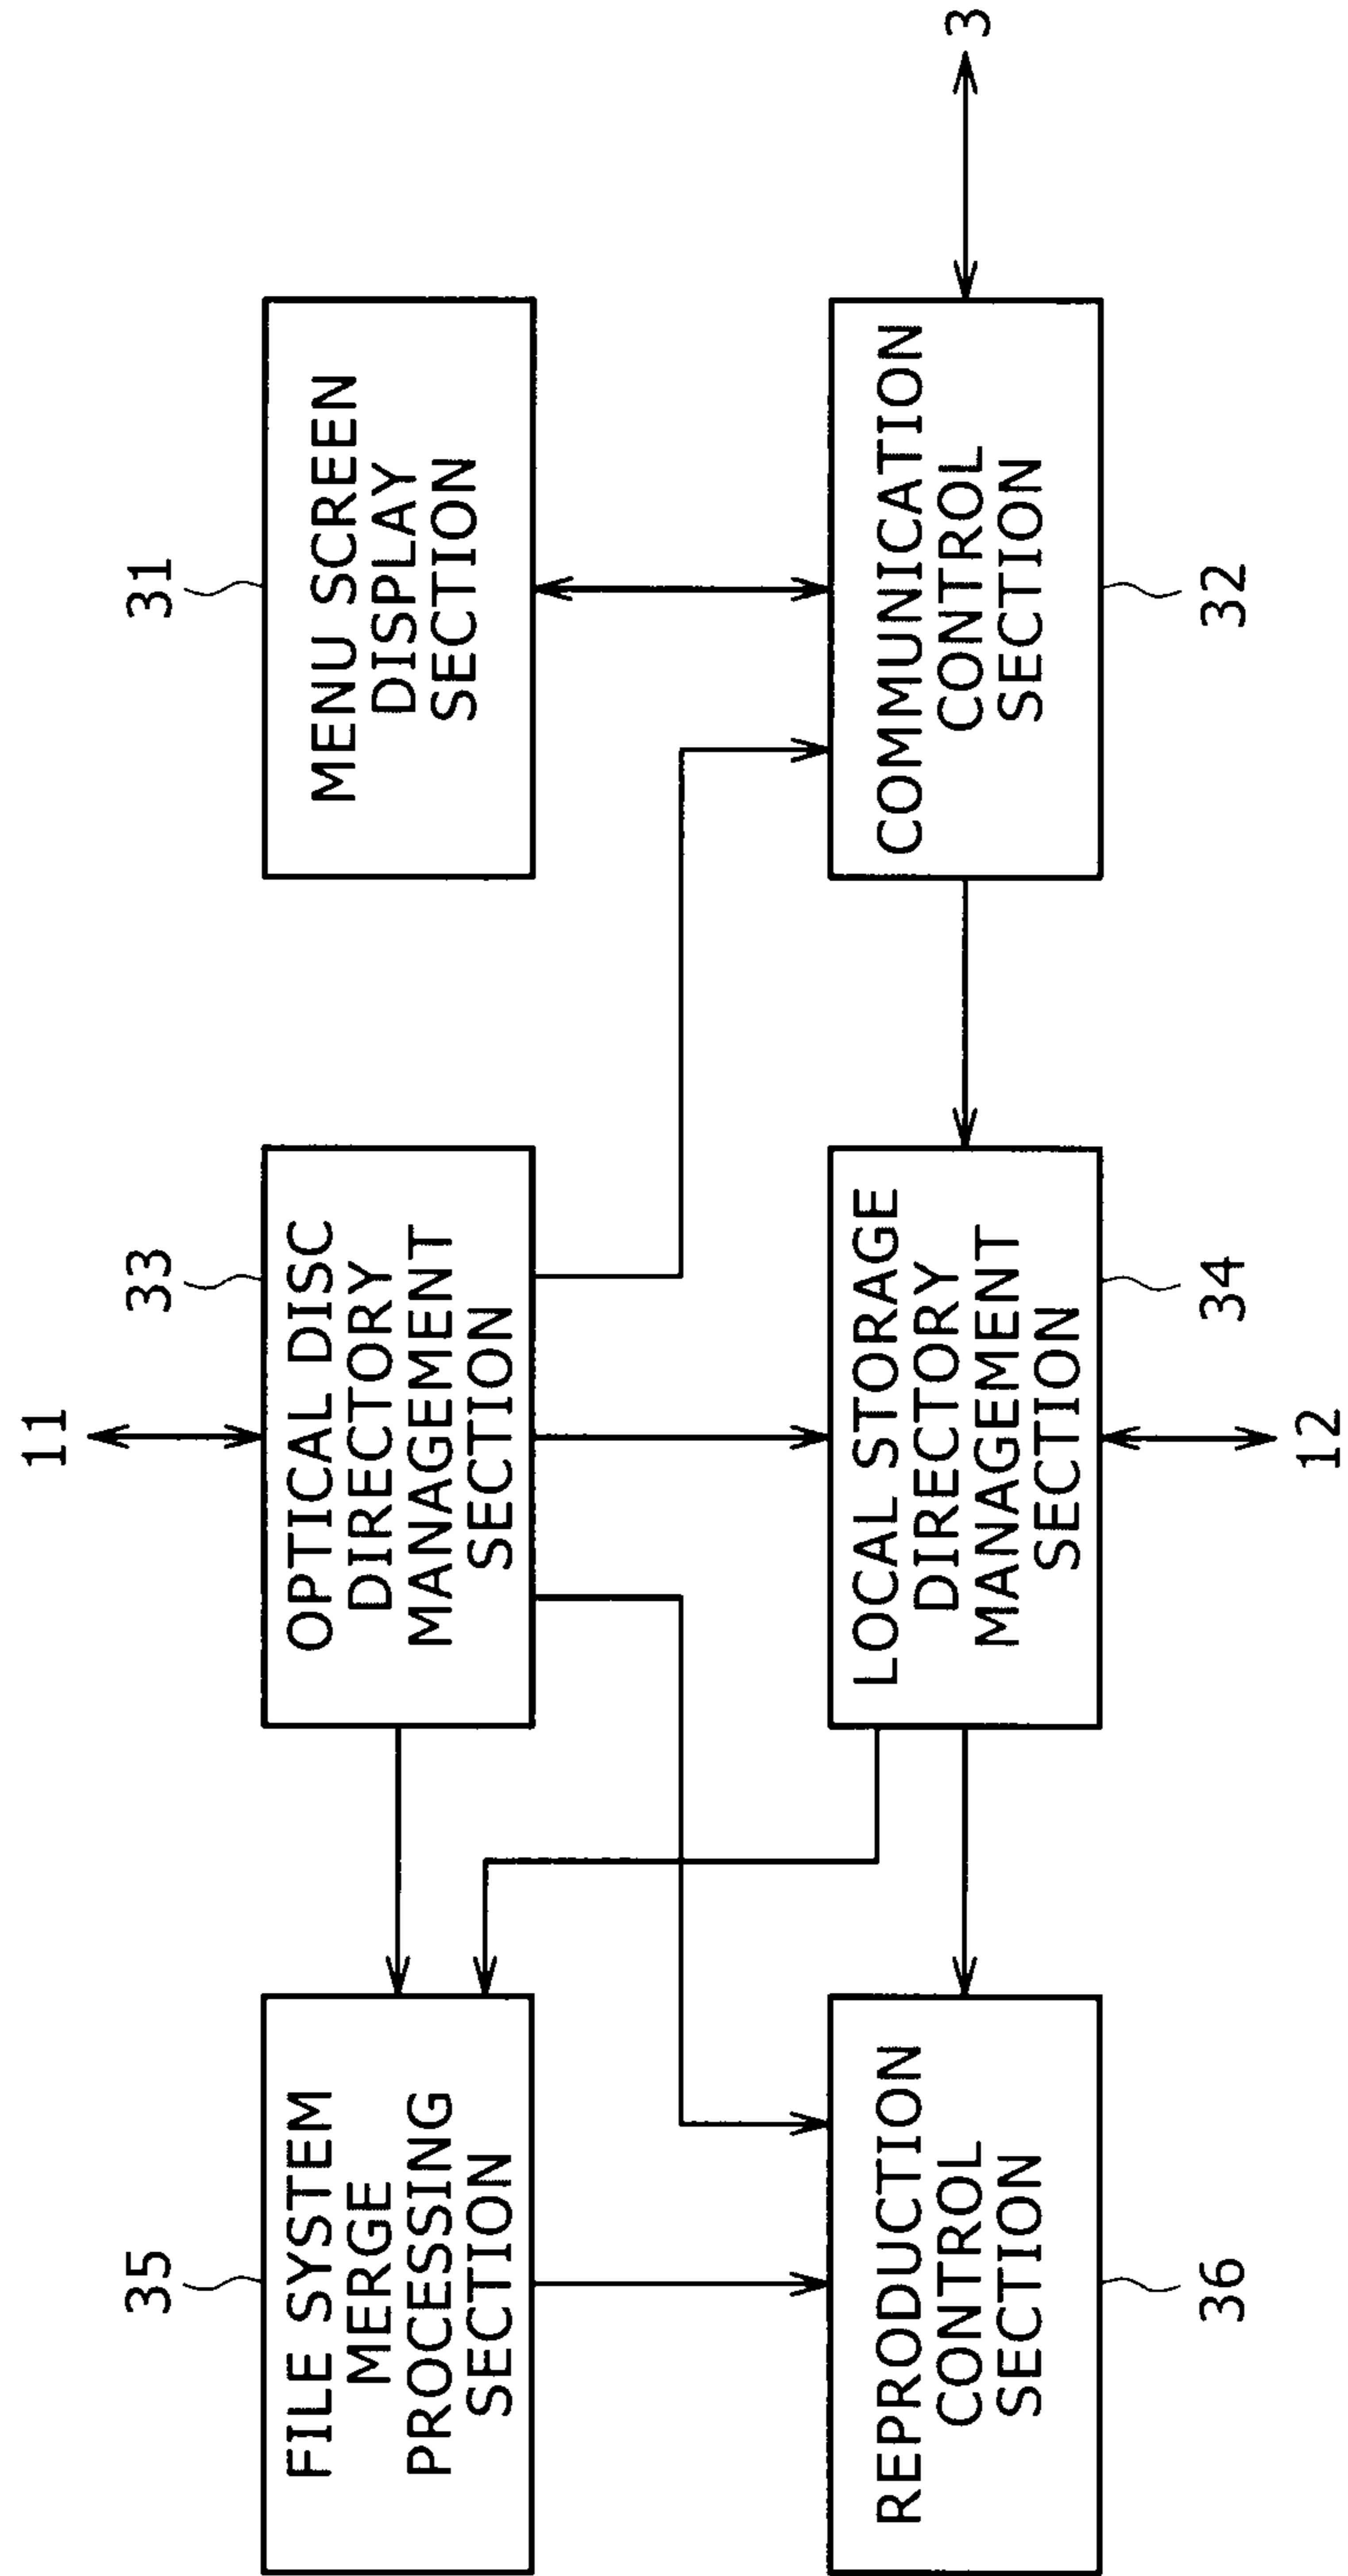 35
FILE SYSTEM
MERGE
PROCESSING
SECTION
11
33
OPTICAL DISC
DIRECTORY
MANAGEMENT
SECTION
31
MENU SCREEN
DISPLAY
SECTION
REPRODUCTION
CONTROL
SECTION
36
LOCAL STORAGE
DIRECTORY
MANAGEMENT
SECTION
34
12
COMMUNICATION
CONTROL
SECTION
32
3